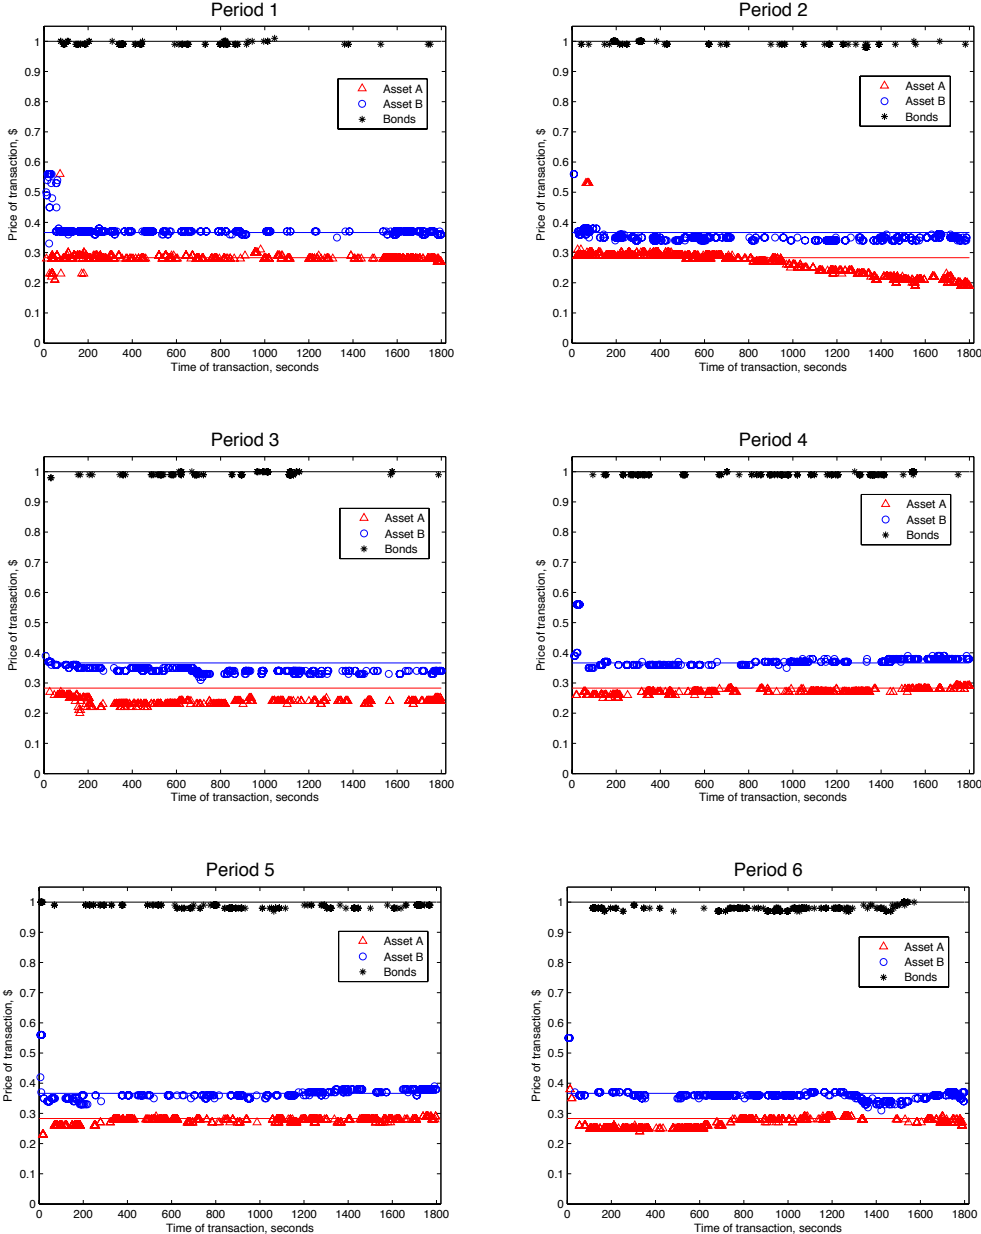 Period 1
Price of transaction, $
1
0.9
0.8
0.7
0.6
0.5
0.4
0.3
0.2
0.1
0
Asset A
Asset B
Bonds
0 200 400 600 800 1000 1200 1400 1600 1800
Time of transaction, seconds
Period 2
Price of transaction, $
1
0.9
0.8
0.7
0.6
0.5
0.4
0.3
0.2
0.1
0
Asset A
Asset B
Bonds
0 200 400 600 800 1000 1200 1400 1600 1800
Time of transaction, seconds
Period 3
Price of transaction, $
1
0.9
0.8
0.7
0.6
0.5
0.4
0.3
0.2
0.1
0
Asset A
Asset B
Bonds
0 200 400 600 800 1000 1200 1400 1600 1800
Time of transaction, seconds
Period 4
Price of transaction, $
1
0.9
0.8
0.7
0.6
0.5
0.4
0.3
0.2
0.1
0
Asset A
Asset B
Bonds
0 200 400 600 800 1000 1200 1400 1600 1800
Time of transaction, seconds
Period 5
Price of transaction, $
1
0.9
0.8
0.7
0.6
0.5
0.4
0.3
0.2
0.1
0
Asset A
Asset B
Bonds
0 200 400 600 800 1000 1200 1400 1600 1800
Time of transaction, seconds
Period 6
Price of transaction, $
1
0.9
0.8
0.7
0.6
0.5
0.4
0.3
0.2
0.1
0
Asset A
Asset B
Bonds
0 200 400 600 800 1000 1200 1400 1600 1800
Time of transaction, seconds